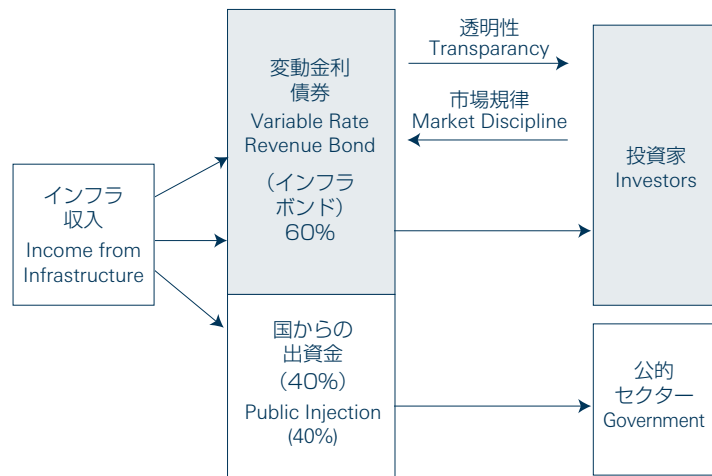 インフラ
収入
Income from
Infrastructure
変動金利
債券
Variable Rate
Revenue Bond
（インフラ
ボンド）
60%
国からの
出資金
（40%）
Public Injection
(40%)
透明性
Transparancy
市場規律
Market Discipline
投資家
Investors
公的
セクター
Government